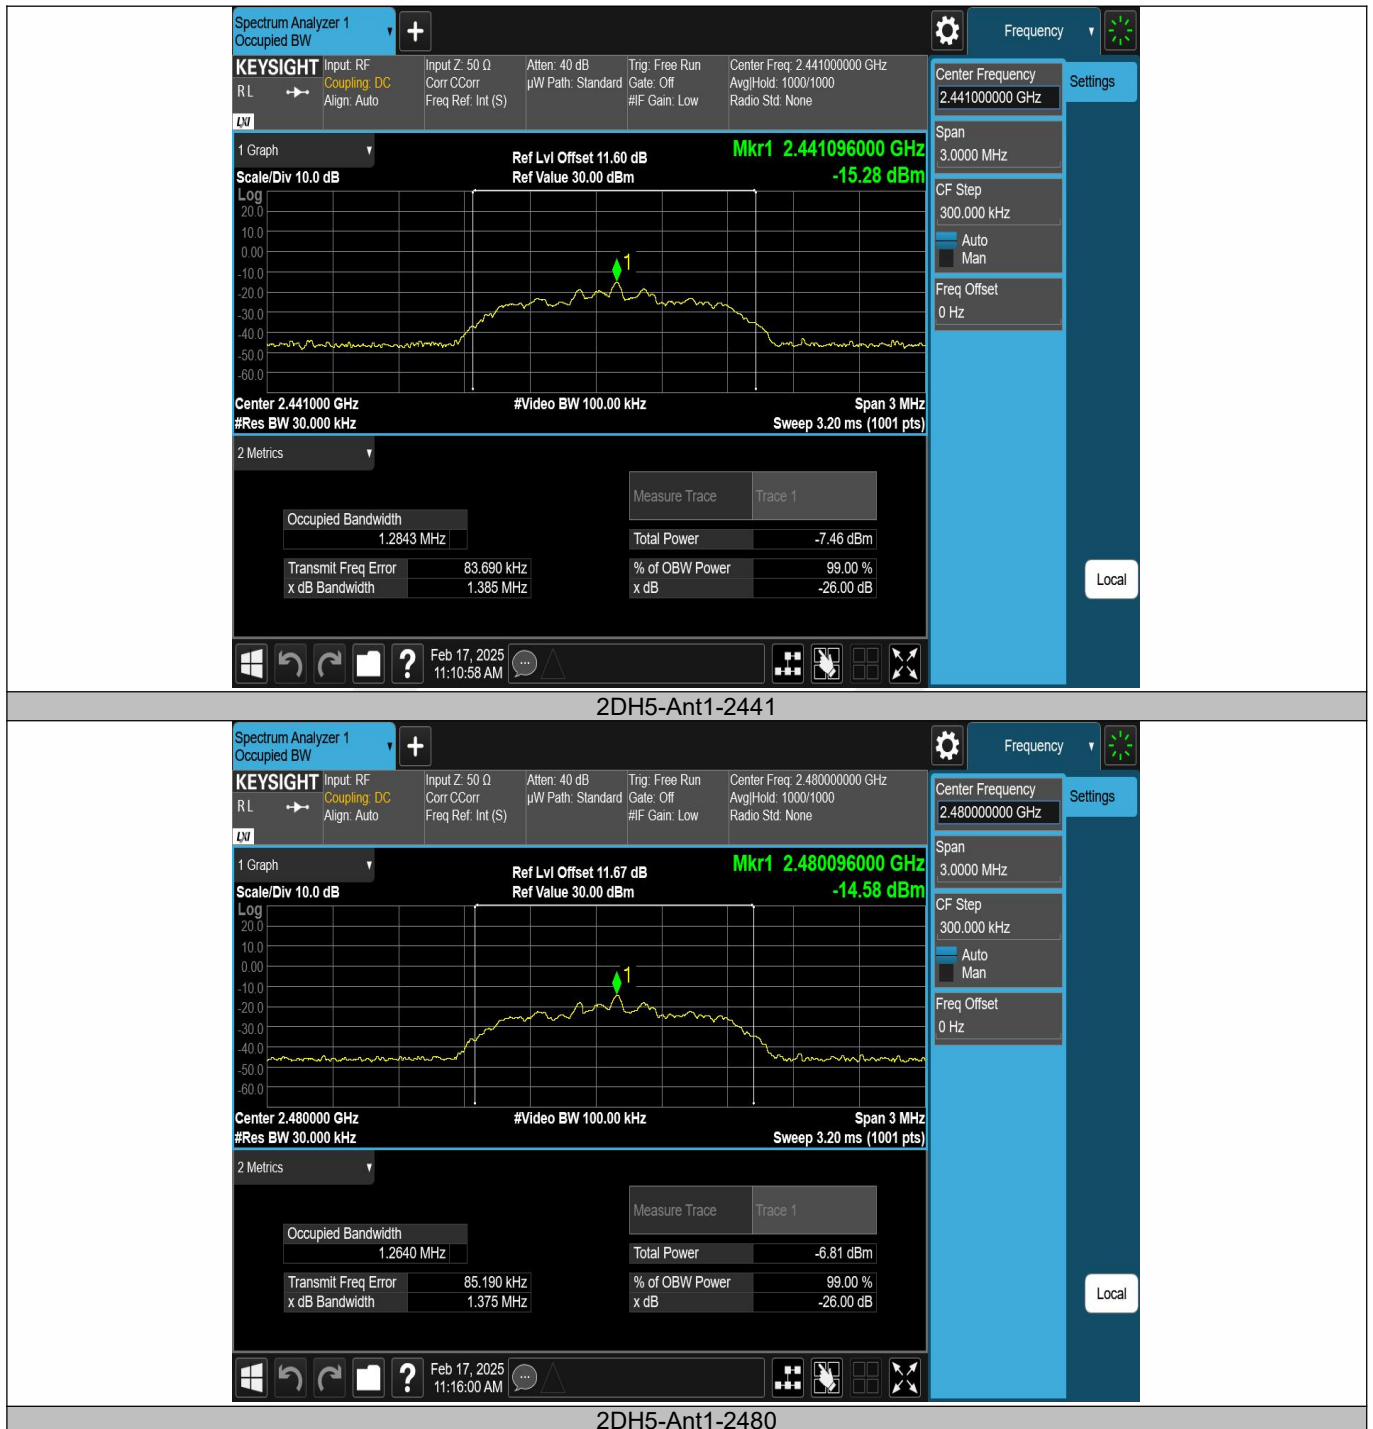 Spectrum Analyzer 1
Occupied BW
Frequency
KEYSIGHT
R L
LXI
Input: RF
Coupling: DC
Align: Auto
Input Z: 50 Ω
Corr CCorr
Freq Ref: Int (S)
Atten: 40 dB
µW Path: Standard
Trig: Free Run
Gate: Off
#IF Gain: Low
Center Freq: 2.441000000 GHz
Avg|Hold: 1000/1000
Radio Std: None
Center Frequency
2.441000000 GHz
Settings
Span
3.0000 MHz
CF Step
300.000 kHz
Auto
Man
Freq Offset
0 Hz
Local
1 Graph
Scale/Div 10.0 dB
Ref Lvl Offset 11.60 dB
Ref Value 30.00 dBm
Mkr1 2.441096000 GHz
-15.28 dBm
Log
20.0
10.0
0.00
-10.0
-20.0
-30.0
-40.0
-50.0
-60.0
1
Center 2.441000 GHz
#Video BW 100.00 kHz
Span 3 MHz
#Res BW 30.000 kHz
Sweep 3.20 ms (1001 pts)
2 Metrics
Measure Trace Trace 1
Occupied Bandwidth
1.2843 MHz
Total Power -7.46 dBm
Transmit Freq Error 83.690 kHz
% of OBW Power 99.00 %
x dB Bandwidth 1.385 MHz
x dB -26.00 dB
?
Feb 17, 2025
11:10:58 AM
2DH5-Ant1-2441
Spectrum Analyzer 1
Occupied BW
Frequency
KEYSIGHT
R L
LXI
Input: RF
Coupling: DC
Align: Auto
Input Z: 50 Ω
Corr CCorr
Freq Ref: Int (S)
Atten: 40 dB
µW Path: Standard
Trig: Free Run
Gate: Off
#IF Gain: Low
Center Freq: 2.480000000 GHz
Avg|Hold: 1000/1000
Radio Std: None
Center Frequency
2.480000000 GHz
Settings
Span
3.0000 MHz
CF Step
300.000 kHz
Auto
Man
Freq Offset
0 Hz
Local
1 Graph
Scale/Div 10.0 dB
Ref Lvl Offset 11.67 dB
Ref Value 30.00 dBm
Mkr1 2.480096000 GHz
-14.58 dBm
Log
20.0
10.0
0.00
-10.0
-20.0
-30.0
-40.0
-50.0
-60.0
1
Center 2.480000 GHz
#Video BW 100.00 kHz
Span 3 MHz
#Res BW 30.000 kHz
Sweep 3.20 ms (1001 pts)
2 Metrics
Measure Trace Trace 1
Occupied Bandwidth
1.2640 MHz
Total Power -6.81 dBm
Transmit Freq Error 85.190 kHz
% of OBW Power 99.00 %
x dB Bandwidth 1.375 MHz
x dB -26.00 dB
?
Feb 17, 2025
11:16:00 AM
2DH5-Ant1-2480